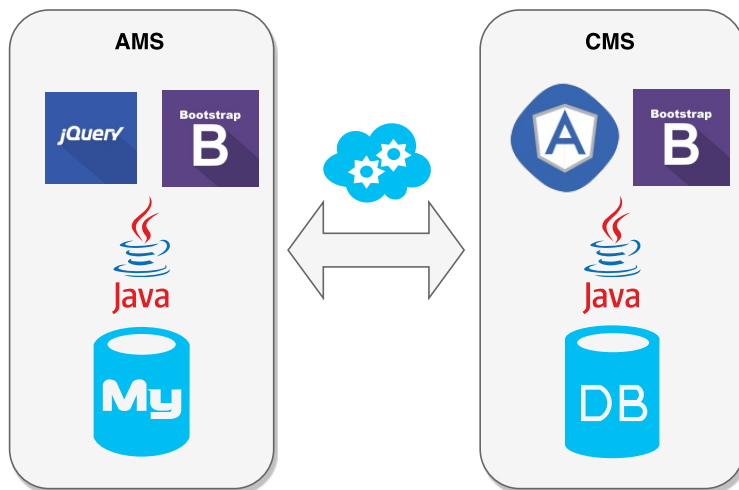 AMS
jQuery
Bootstrap
B
Java
My
CMS
A
Bootstrap
B
Java
DB